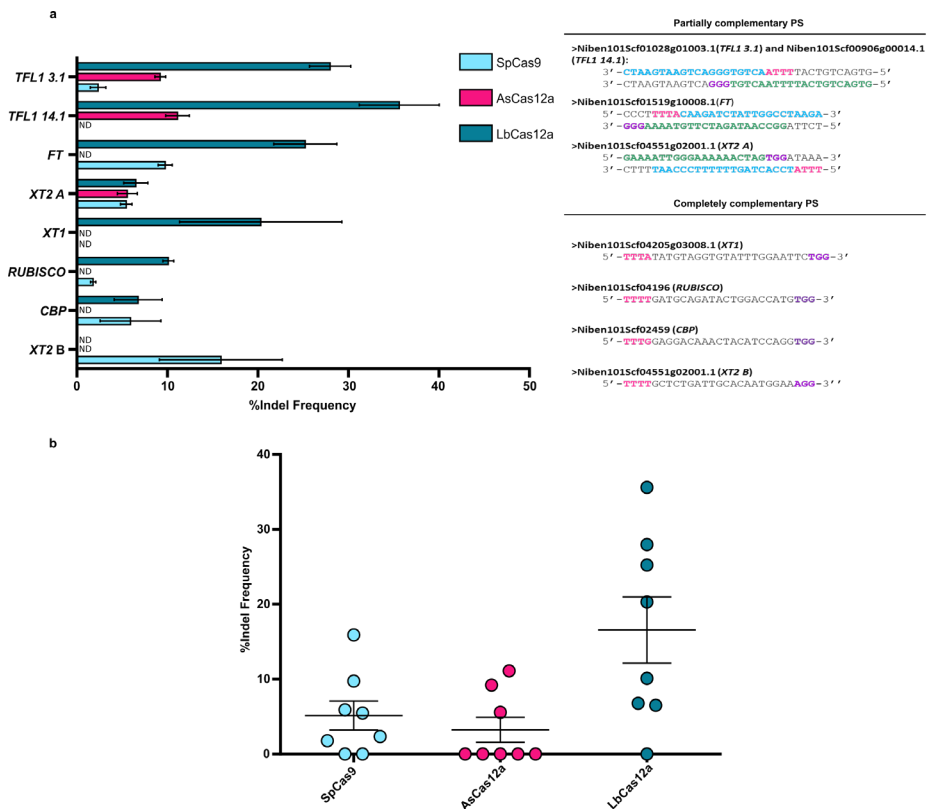 a
TFL1 3.1
TFL1 14.1
ND
FT
ND
XT2 A
XT1
ND
ND
RUBISCO
ND
CBP
ND
XT2 B
ND
ND
0
10
20
30
40
50
%Indel Frequency
SpCas9
AsCas12a
LbCas12a
Partially complementary PS
>Niben101Scf01028g01003.1(TFL1 3.1) and Niben101Scf00906g00014.1
(TFL1 14.1):
3’-CTAAGTAAGTCAGGGTGTCAATTTTACTGTCAGTG-5’
3’-CTAAGTAAGTCAGGGTGTCAATTTTACTGTCAGTG-5’
>Niben101Scf01519g10008.1(FT)
5’-CCCTTTTACAAGATCTATTGGCCTAAGA-3’
3’-GGGAAAATGTTCTAGATAACCGGATTCT-5’
>Niben101Scf04551g02001.1(XT2 A)
5’-GAAAATTGGGAAAAAACTAGTGGATAAA-3’
3’-CTTTTAACCCTTTTTTGATCACCTATTT-5’
Completely complementary PS
>Niben101Scf04205g03008.1 (XT1)
5’-TTTATATGTAGGTGTATTTGGAATTCTGG-3’
>Niben101Scf04196 (RUBISCO)
5’-TTTTGATGCAGATACTGGACCATGTGG-3’
>Niben101Scf02459 (CBP)
5’-TTTGGAGGACAAACTACATCCAGGTGG-3’
>Niben101Scf04551g02001.1 (XT2 B)
5’-TTTTGCTCTGATTGCACAATGGAAAGG-3’’
b
40
30
20
10
0
%Indel Frequency
SpCas9
AsCas12a
LbCas12a